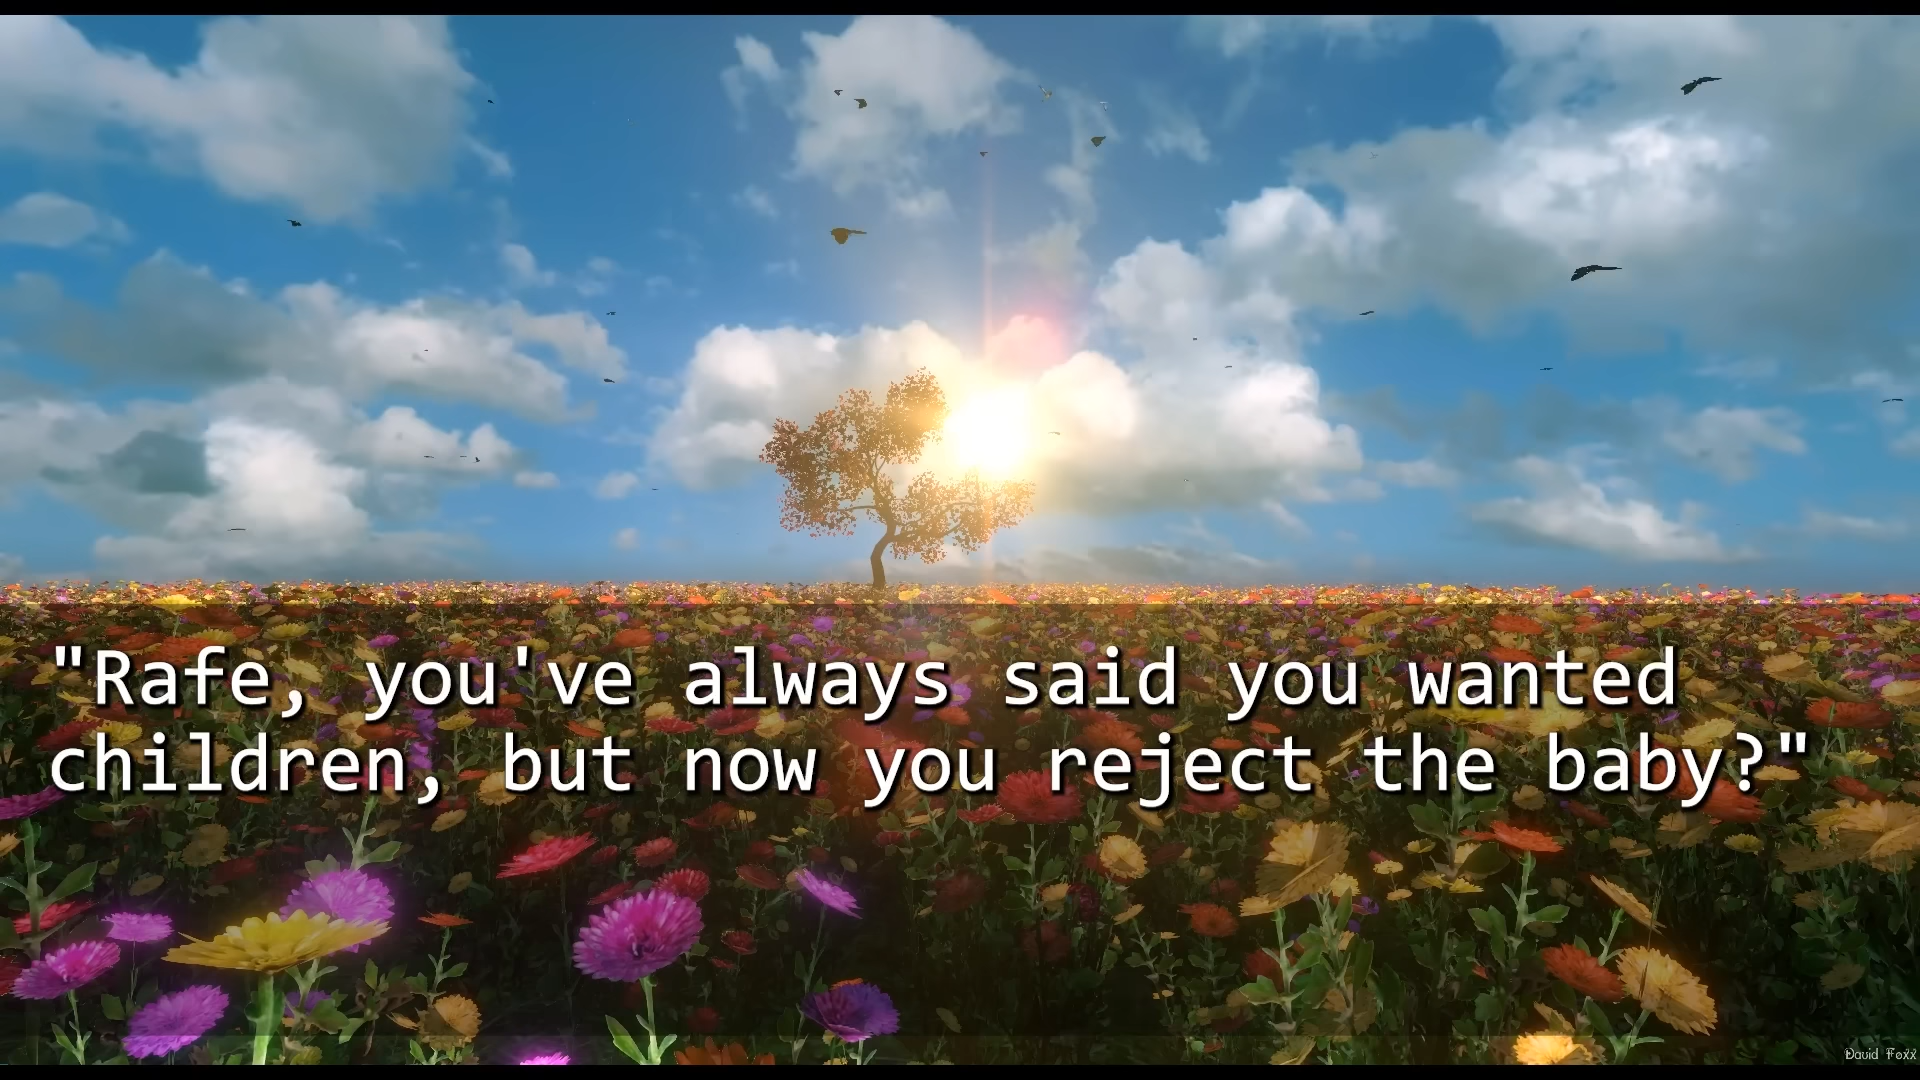 "Rafe, you've always said you wanted
children, but now you reject the baby?"
David Foxx